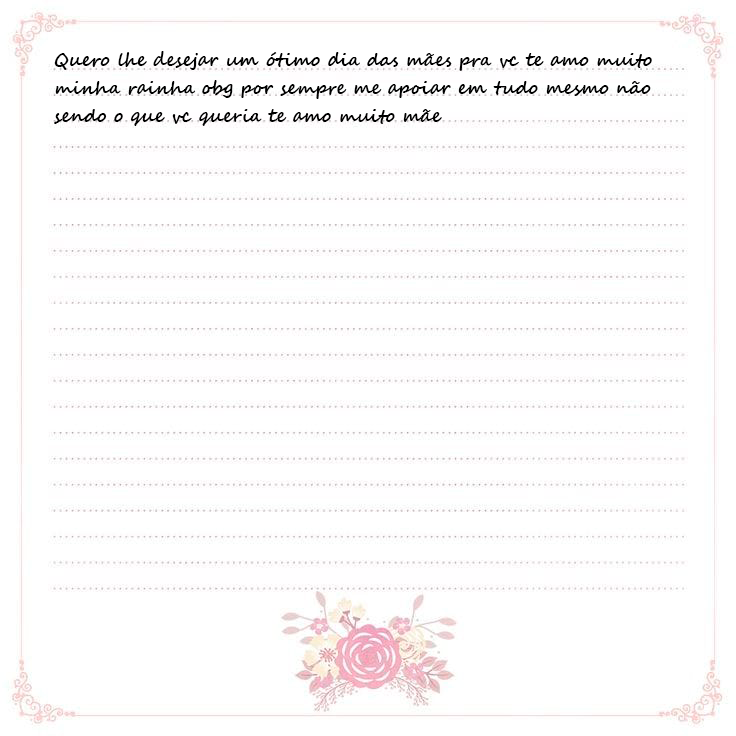 Quero lhe desejar um ótimo dia das mães pra vc te amo muito
minha rainha obg por sempre me apoiar em tudo mesmo não
sendo o que vc queria te amo muito mãe